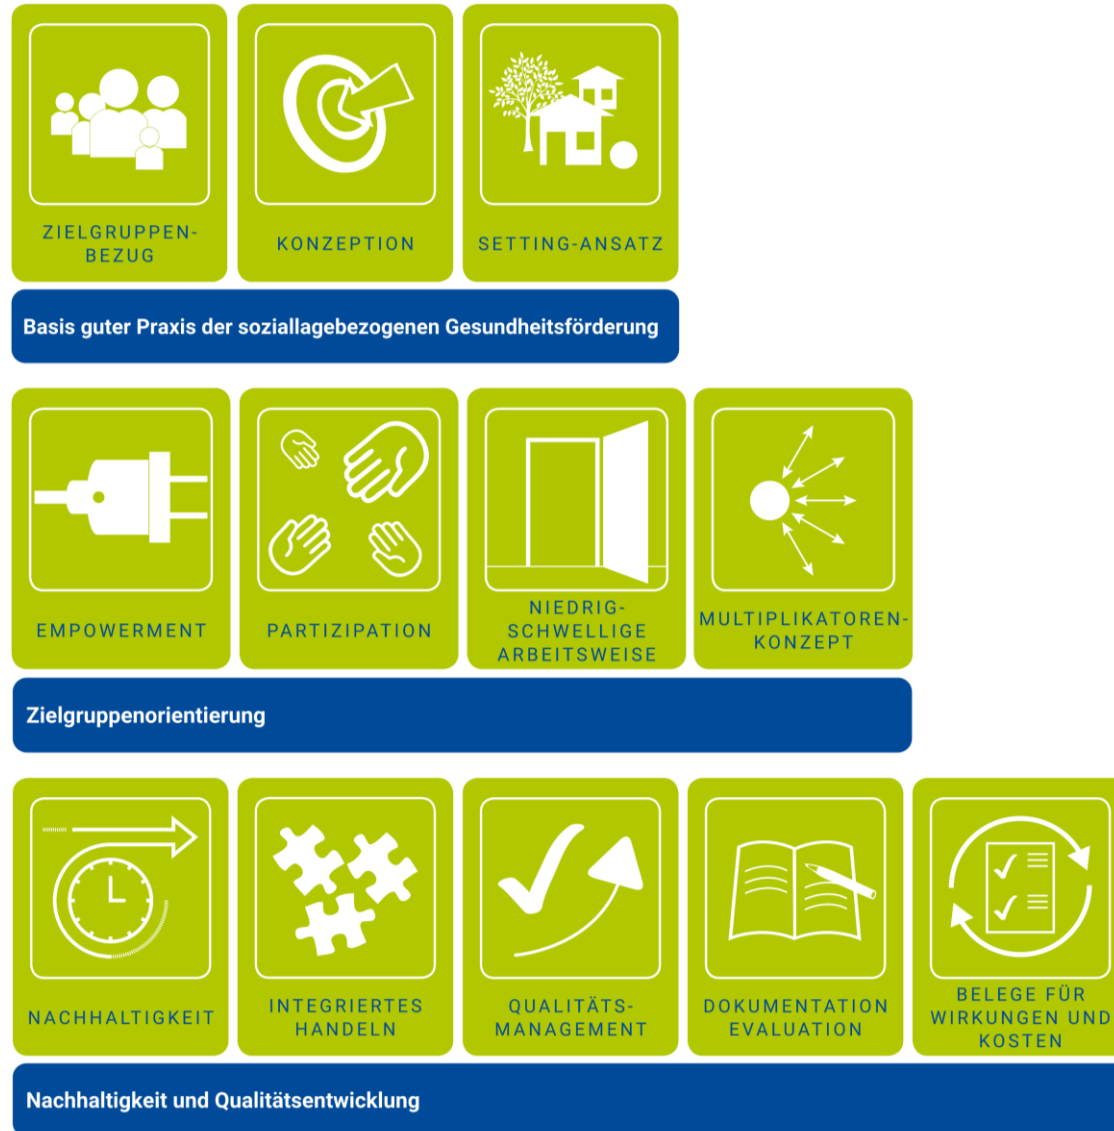 ZIELGRUPPEN-
BEZUG
KONZEPTION
SETTING-ANSATZ
Basis guter Praxis der soziallagebezogenen Gesundheitsförderung
EMPOWERMENT
PARTIZIPATION
NIEDRIG-
SCHWELLIGE
ARBEITSWEISE
MULTIPLIKATOREN-
KONZEPT
Zielgruppenorientierung
NACHHALTIGKEIT
INTEGRIERTES
HANDELN
QUALITÄTS-
MANAGEMENT
DOKUMENTATION
EVALUATION
BELEGE FÜR
WIRKUNGEN UND
KOSTEN
Nachhaltigkeit und Qualitätsentwicklung